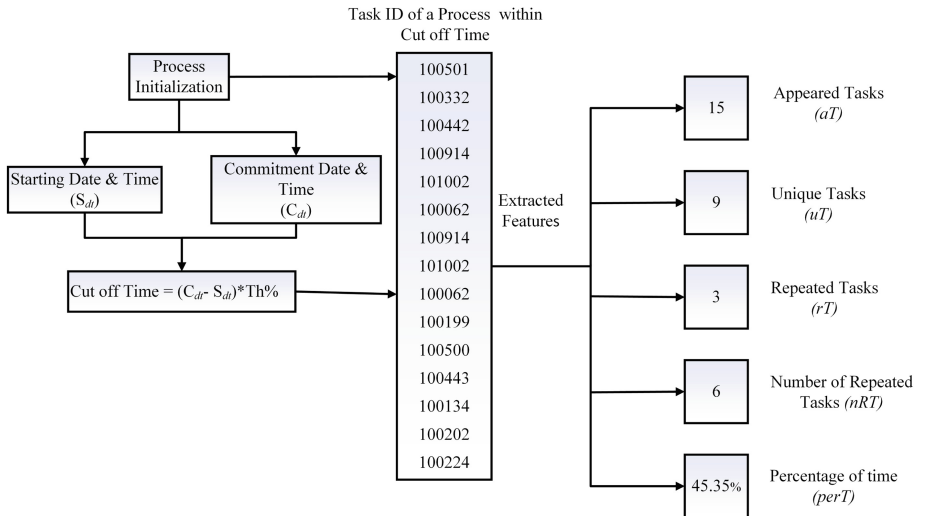 Task ID of a Process within
Cut off Time
Process
Initialization
Starting Date & Time
(Sdt)
Commitment Date &
Time
(Cdt)
Cut off Time = (Cdt- Sdt)*Th%
100501
100332
100442
100914
101002
100062
100914
101002
100062
100199
100500
100443
100134
100202
100224
Extracted
Features
15
Appeared Tasks
(aT)
9
Unique Tasks
(uT)
3
Repeated Tasks
(rT)
6
Number of Repeated
Tasks (nRT)
45.35%
Percentage of time
(perT)